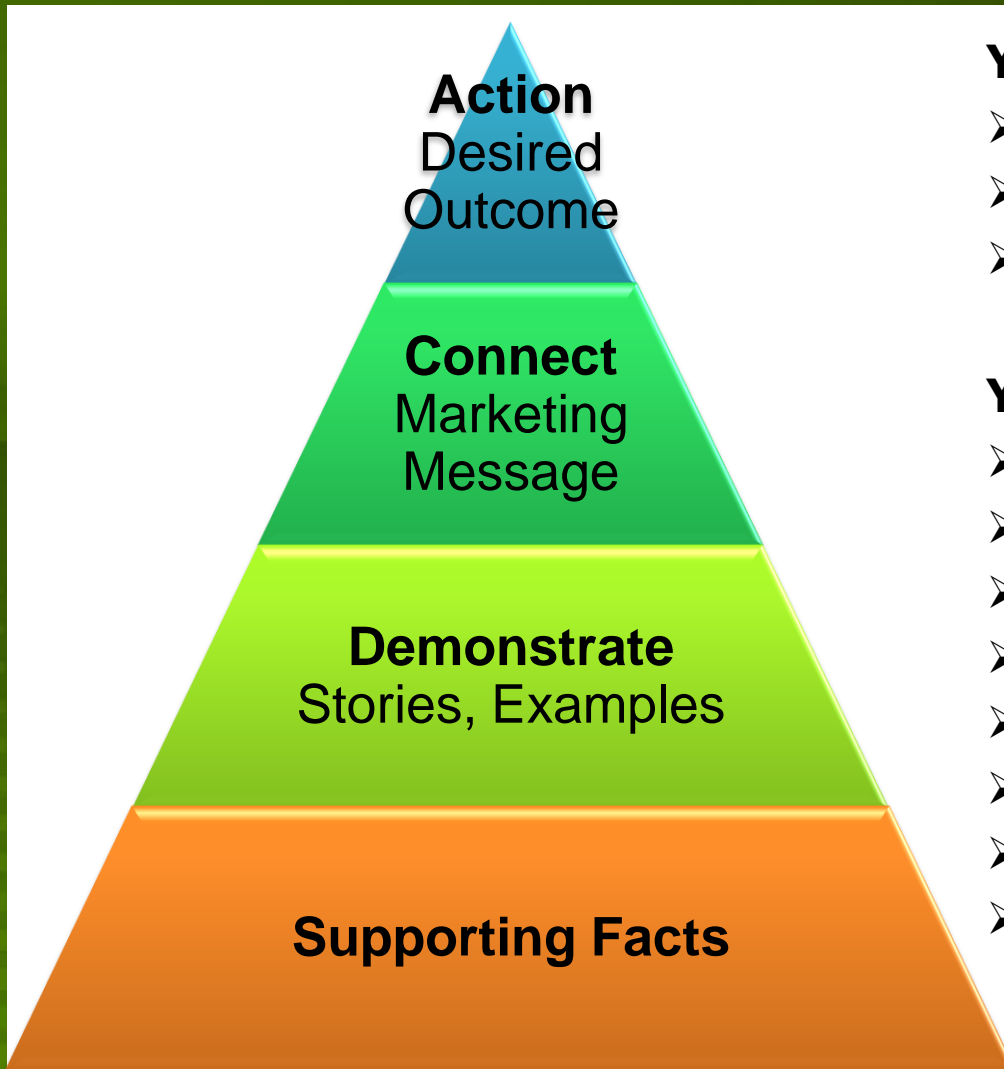 Action
Desired
Outcome
Connect
Marketing
Message
Demonstrate
Stories, Examples
Supporting Facts